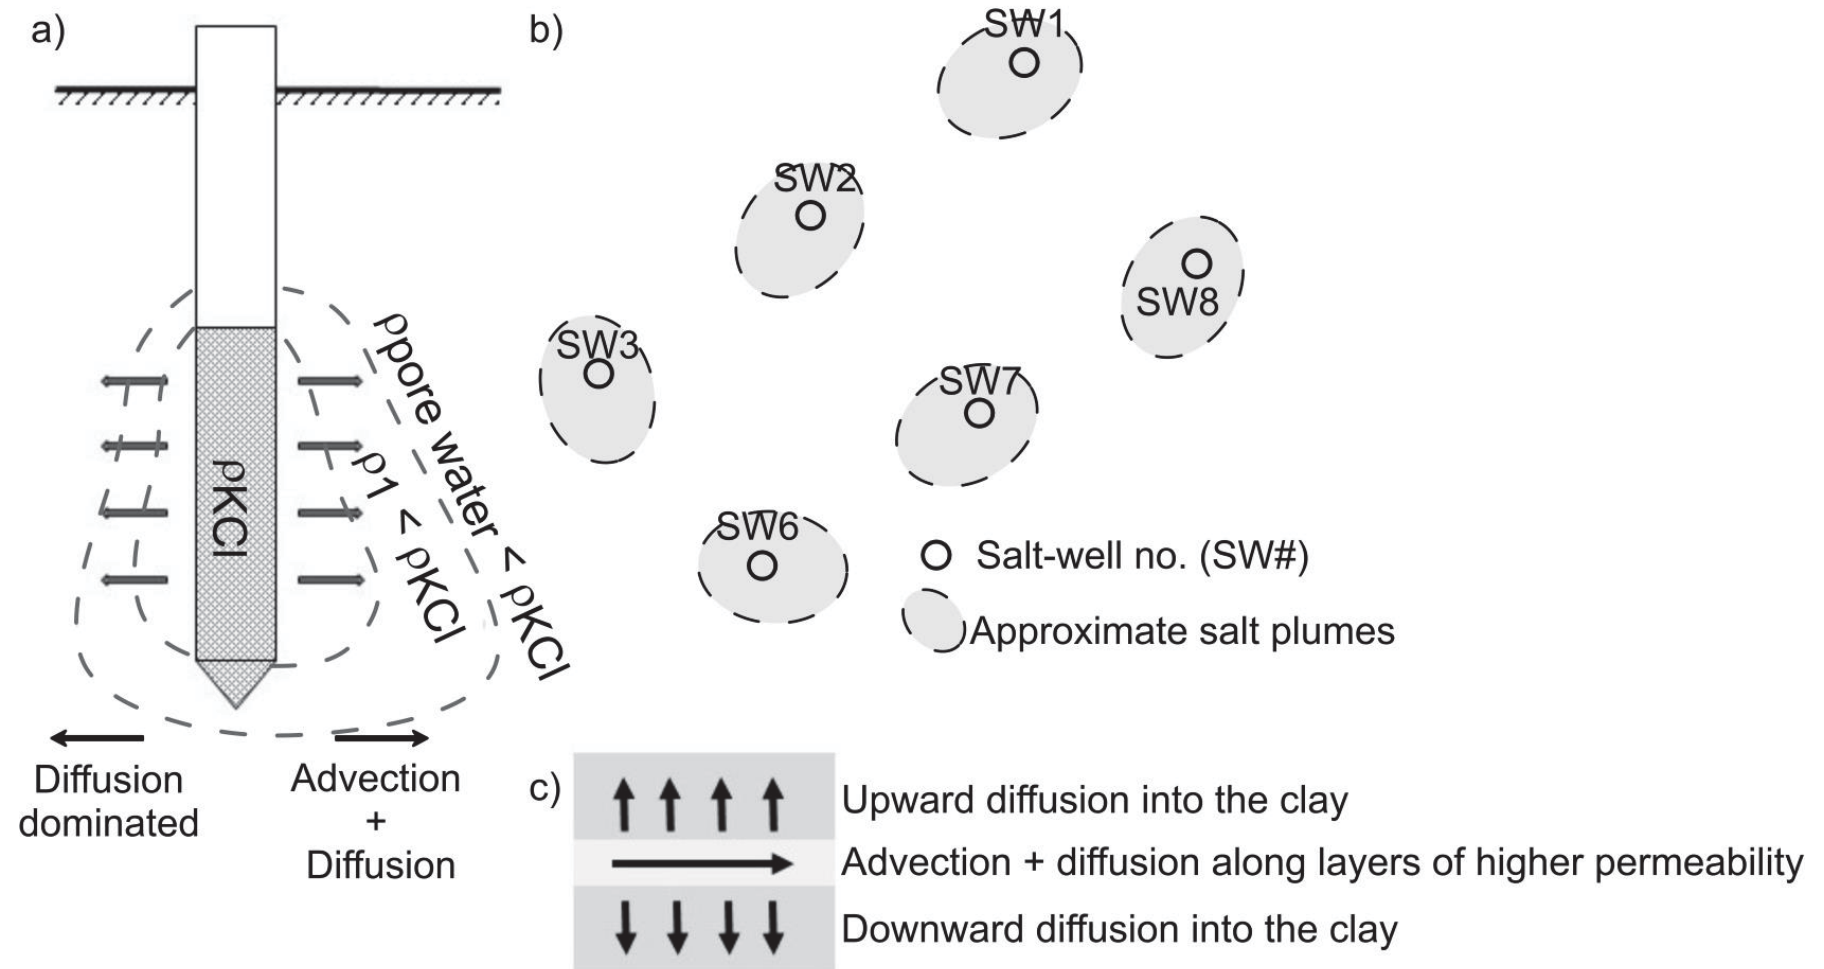 a)
ρKCl
ρ1 < ρKCl
ρpore water < ρKCl
Diffusion
dominated
Advection
+
Diffusion
b)
SW1
SW2
SW8
SW3
SW7
SW6
Salt-well no. (SW#)
Approximate salt plumes
c)
Upward diffusion into the clay
Advection + diffusion along layers of higher permeability
Downward diffusion into the clay